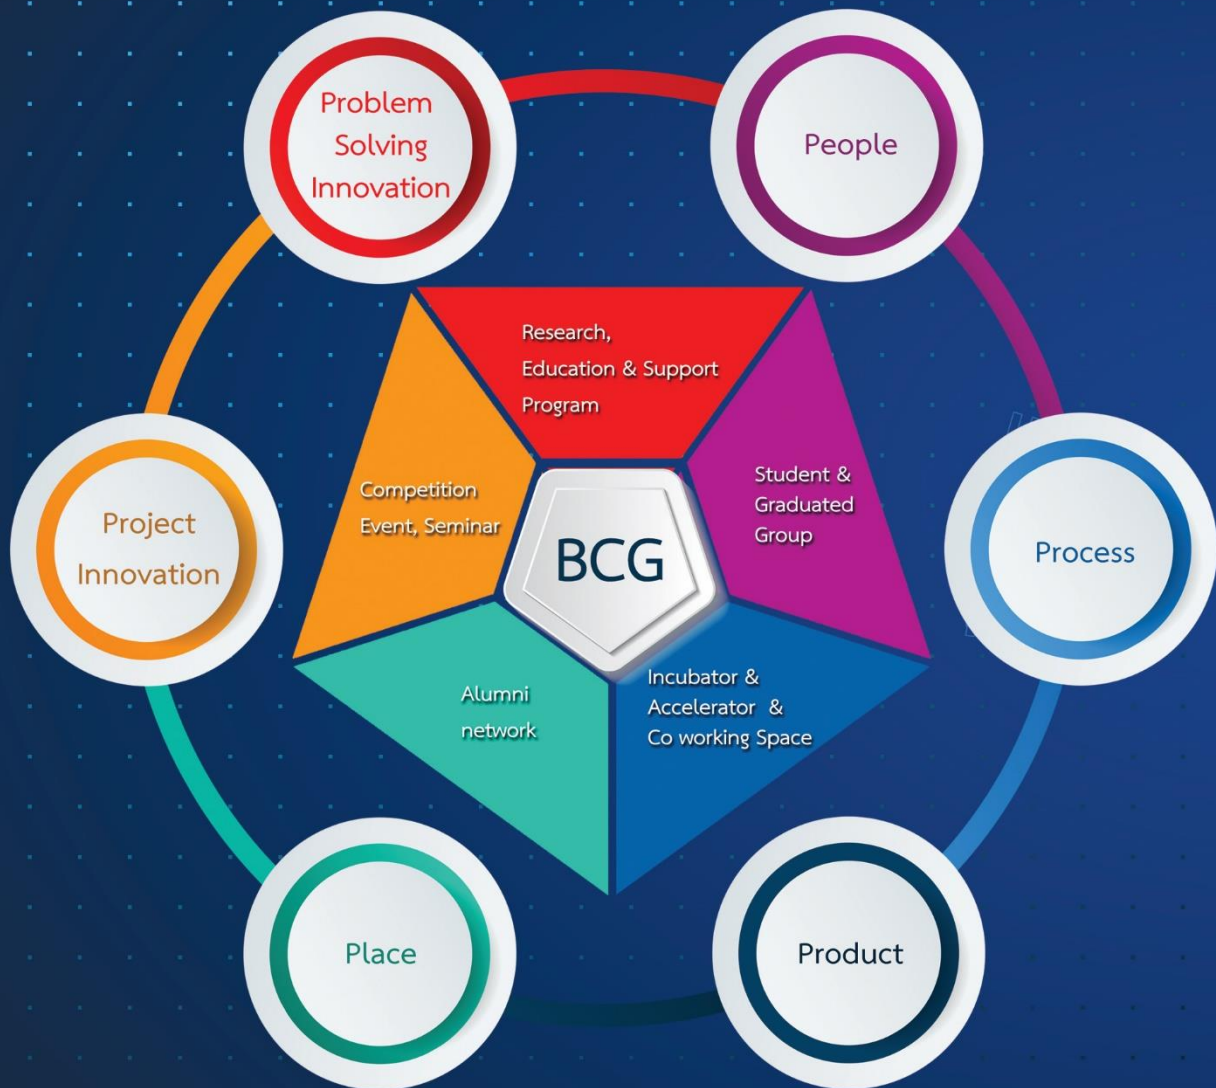 Problem
Solving
Innovation
People
Research,
Education & Support
Program
Competition
Event, Seminar
Student &
Graduated
Group
Project
Innovation
BCG
Process
Alumni
network
Incubator &
Accelerator &
Co working Space
Place
Product